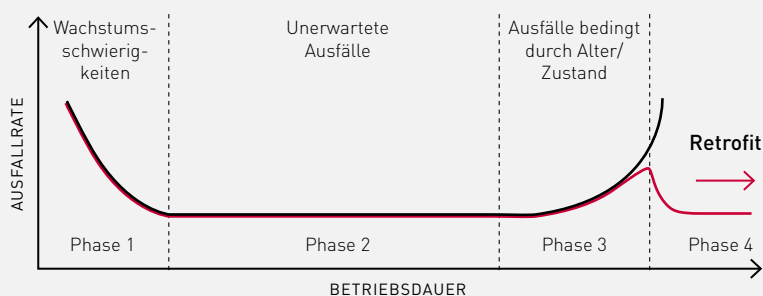 Wachstums-
schwierig-
keiten
Unerwartete
Ausfälle
Ausfälle bedingt
durch Alter/
Zustand
Retrofit
AUSFALLRATE
Phase 1
Phase 2
Phase 3
Phase 4
BETRIEBSDAUER